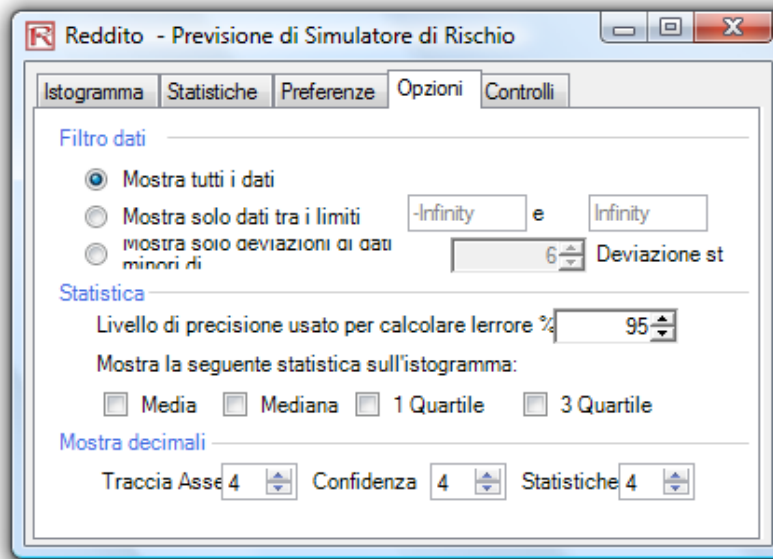 Reddito - Previsione di Simulatore di Rischio
Istogramma Statistiche Preferenze Opzioni Controlli
Filtro dati
Mostra tutti i dati
Mostra solo dati tra i limiti -Infinity e Infinity
Mostra solo deviazioni di dati
minori di 6 Deviazione st
Statistica
Livello di precisione usato per calcolare lerrore % 95
Mostra la seguente statistica sull'istogramma:
Media Mediana 1 Quartile 3 Quartile
Mostra decimali
Traccia Asse 4 Confidenza 4 Statistiche 4